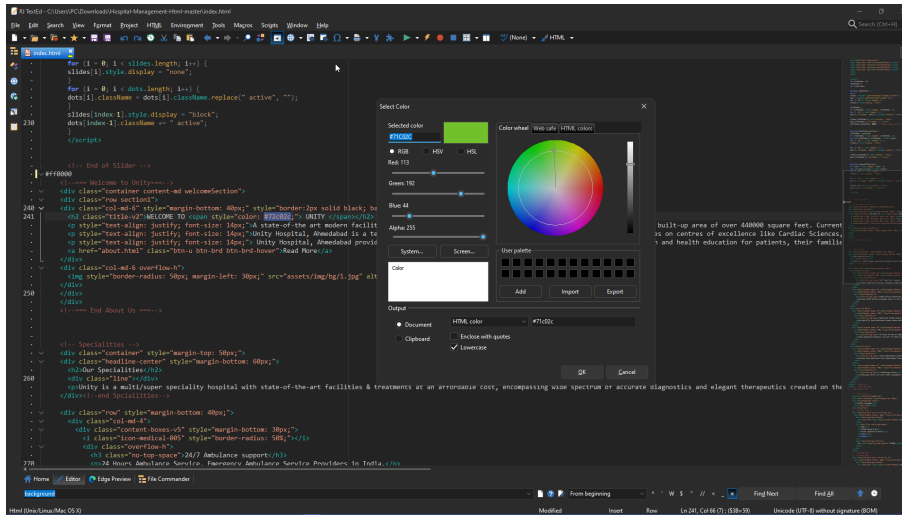 RJ TextEd - C:\Users\PC\Downloads\Hospital-Management-Html-master\index.html
File Edit Search View Format Project HTML Environment Tools Macros Scripts Window Help
Search (Ctrl+H)
(None) HTML
index.html
for (i = 0; i < slides.length; i++) {
slides[i].style.display = "none";
}
for (i = 0; i < dots.length; i++) {
dots[i].className = dots[i].className.replace(" active", "");
}
slides[index-1].style.display = "block";
230 dots[index-1].className += " active";
}
</script>
<!-- End of Slider -->
#ff0000
<!--=== Welcome to Unity===-->
<div class="container content-md welcomeSection">
<div class="row section1">
240 <div class="col-md-6" style="margin-bottom: 40px;" style="border:2px solid black; ba
241 <h2 class="title-v2">WELCOME TO <span style="color: #72c02c;"> UNITY </span></h2>
<p style="text-align: justify; font-size: 14px;">A state of the art modern facilit
built-up area of over 440000 square feet. Current
<p style="text-align: justify; font-size: 14px;">Unity Hospital, Ahmedabad is a te
s on centres of excellence like Cardiac Sciences,
<p style="text-align: justify; font-size: 14px;"> Unity Hospital, Ahmedabad provid
n and health education for patients, their familie
<a href="about.html" class="btn-u btn-brd btn-brd-hover">Read More</a>
</div>
<div class="col-md-6 overflow-h">
<img style="border-radius: 50px; margin-left: 30px;" src="assets/img/bg/1.jpg" alt
</div>
250 </div>
</div>
<!--=== End About Us ===-->
<!-- Specialities -->
<div class="container" style="margin-top: 50px;">
<div class="headline-center" style="margin-bottom: 60px;">
<h2>Our Specialities</h2>
260 <div class="line"></div>
<p>Unity is a multi/super speciality hospital with state-of-the-art facilities & treatments at an affordable cost, encompassing wide spectrum of accurate diagnostics and elegant therapeutics created on the
</div><!--end Speciallities-->
<div class="row" style="margin-bottom: 40px;">
<div class="col-md-4">
<div class="content-boxes-v5" style="margin-bottom: 30px;">
<i class="icon-medical-005" style="border-radius: 50%;"></i>
<div class="overflow-h">
<h3 class="no-top-space">24/7 Ambulance support</h3>
270 <p>24 Hours Ambulance Service, Emergency Ambulance Service Providers in India.</p>
Select Color
Selected color
#71C02C
RGB HSV HSL
Red: 113
Green: 192
Blue: 44
Alpha: 255
System... Screen...
Color
Color wheel Web safe HTML colors
User palette
Add Import Export
Output
Document
Clipboard
HTML color
#71c02c
Enclose with quotes
Lowercase
OK Cancel
Home Editor Edge Preview File Commander
background
From beginning
W $ " // < _
Find Next Find All
Html (Unix/Linux/Mac OS X)
Modified Insert Row Ln 241, Col 66 (7) ; ($3B=59) Unicode (UTF-8) without signature (BOM)